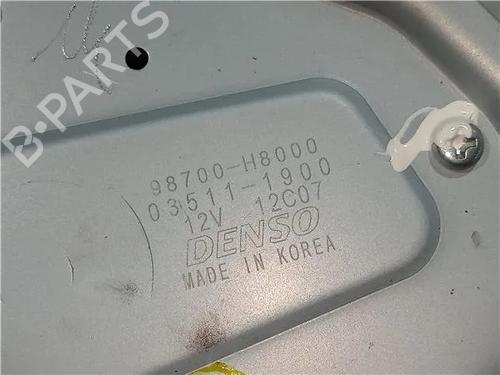 B-PARTS
98700-H8000
03511-1900
12V 12C07
DENSO
MADE IN KOREA